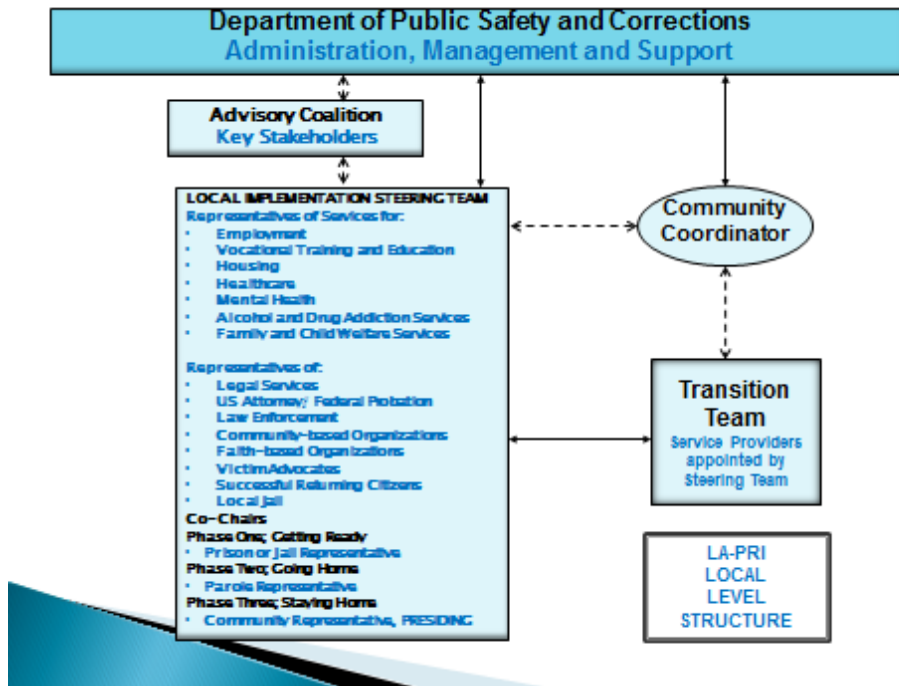 Department of Public Safety and Corrections
Administration, Management and Support
Advisory Coalition
Key Stakeholders
LOCAL IMPLEMENTATION STEERING TEAM
Representatives of Services for:
• Employment
• Vocational Training and Education
• Housing
• Healthcare
• Mental Health
• Alcohol and Drug Addiction Services
• Family and Child Welfare Services
Representatives of:
• Legal Services
• US Attorney/ Federal Probation
• Law Enforcement
• Community-based Organizations
• Faith-based Organizations
• Victim Advocates
• Successful Returning Citizens
• Local Jail
Co-Chairs
Phase One; Getting Ready
• Prison or Jail Representative
Phase Two; Going Home
• Parole Representative
Phase Three; Staying Home
• Community Representative, PRESIDING
Community
Coordinator
Transition
Team
Service Providers
appointed by
Steering Team
LA-PRI
LOCAL
LEVEL
STRUCTURE